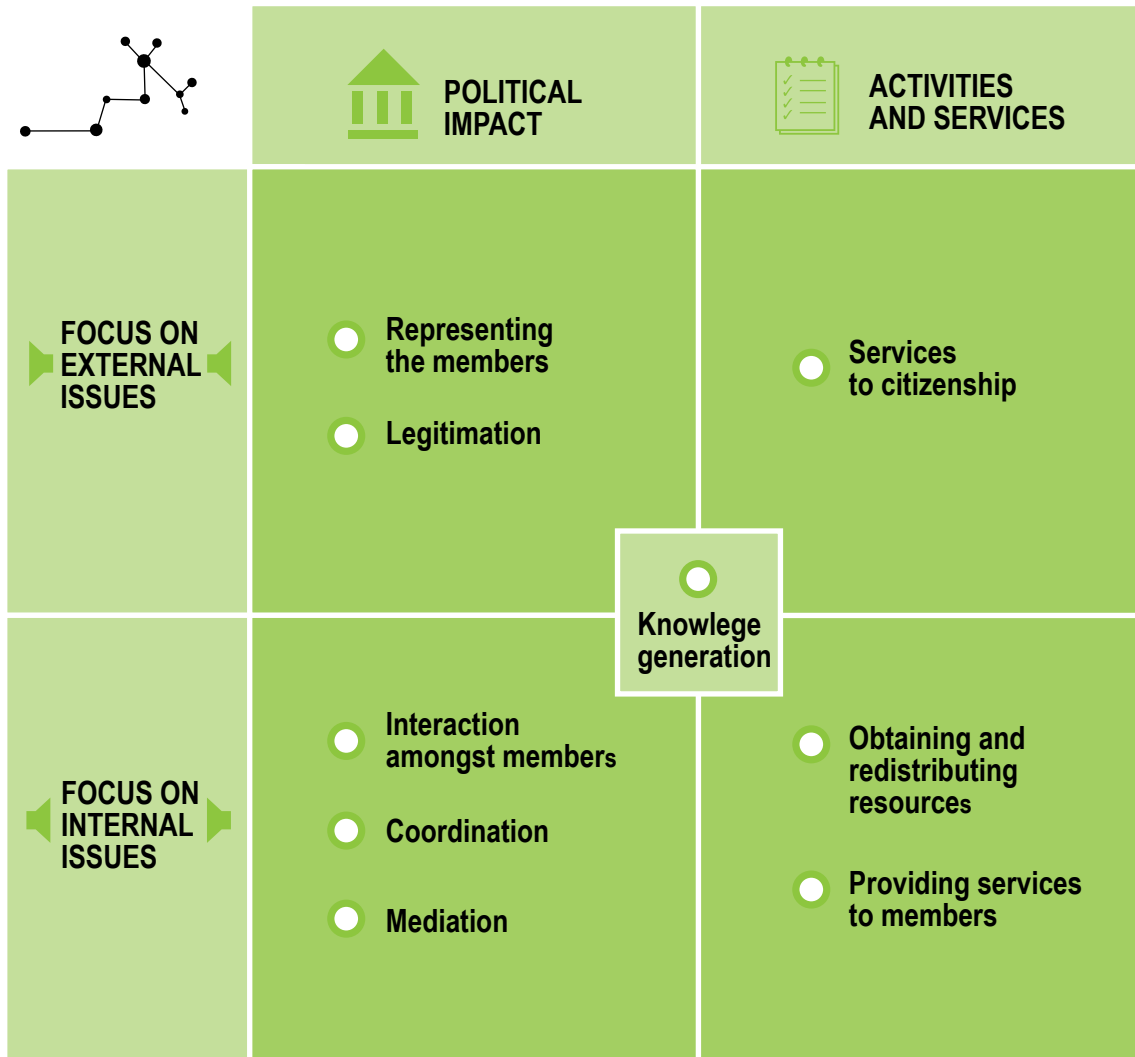 POLITICAL
IMPACT
ACTIVITIES
AND SERVICES
FOCUS ON
EXTERNAL
ISSUES
Representing
the members
Legitimation
Services
to citizenship
Knowlege
generation
FOCUS ON
INTERNAL
ISSUES
Interaction
amongst members
Coordination
Mediation
Obtaining and
redistributing
resources
Providing services
to members